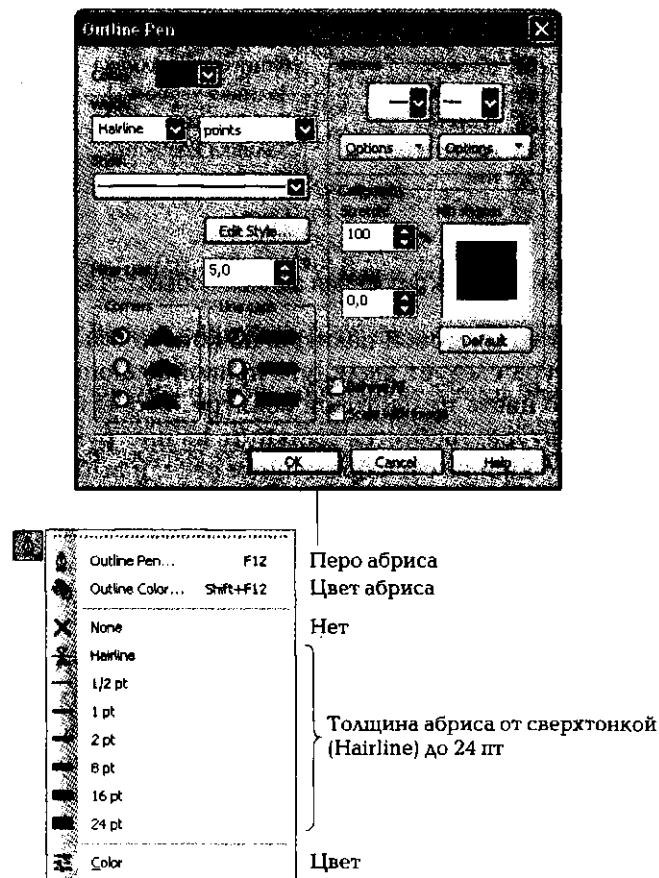 Outline Pen
Hairline points
Options Options
Edit Style...
100
5,0
0,0
Default
OK Cancel Help
Outline Pen... F12 Перо абриса
Outline Color... Shift+F12 Цвет абриса
None Нет
Hairline
1/2 pt
1 pt
2 pt
8 pt
16 pt
24 pt
Толщина абриса от сверхтонкой
(Hairline) до 24 пт
Color Цвет